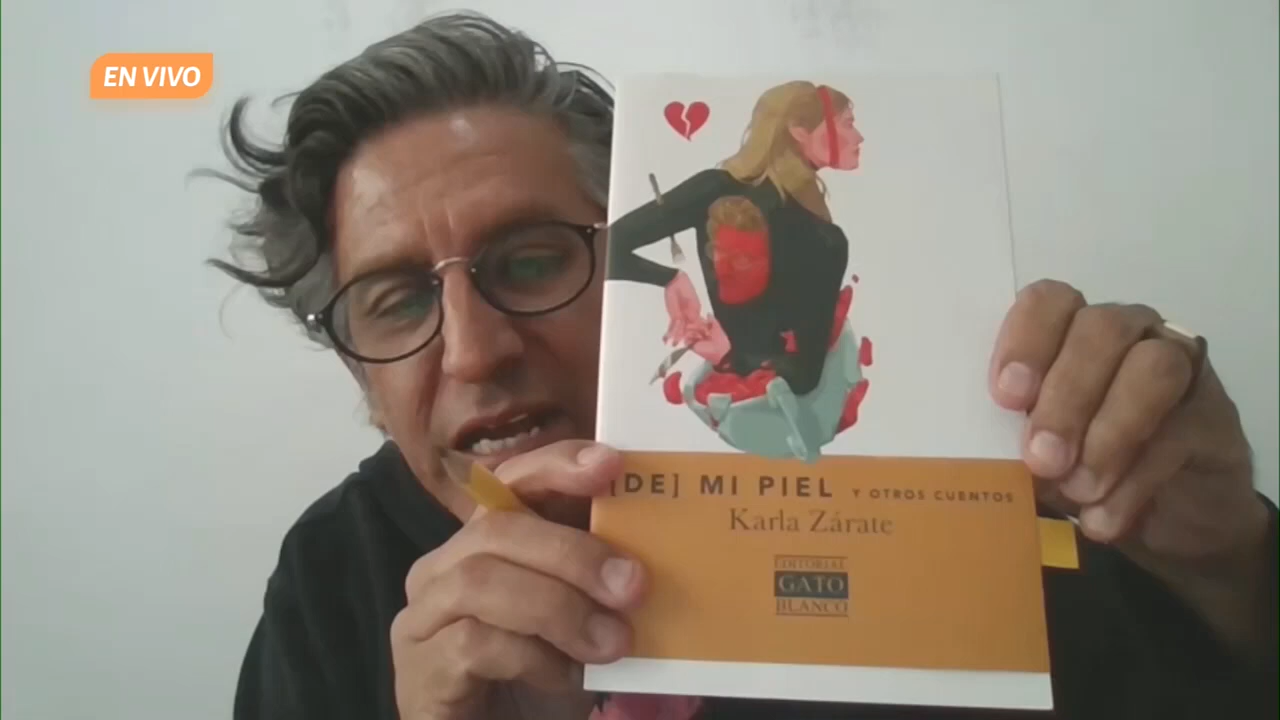 EN VIVO
[DE] MI PIEL Y OTROS CUENTOS
Karla Zárate
EDITORIAL
GATO
BLANCO